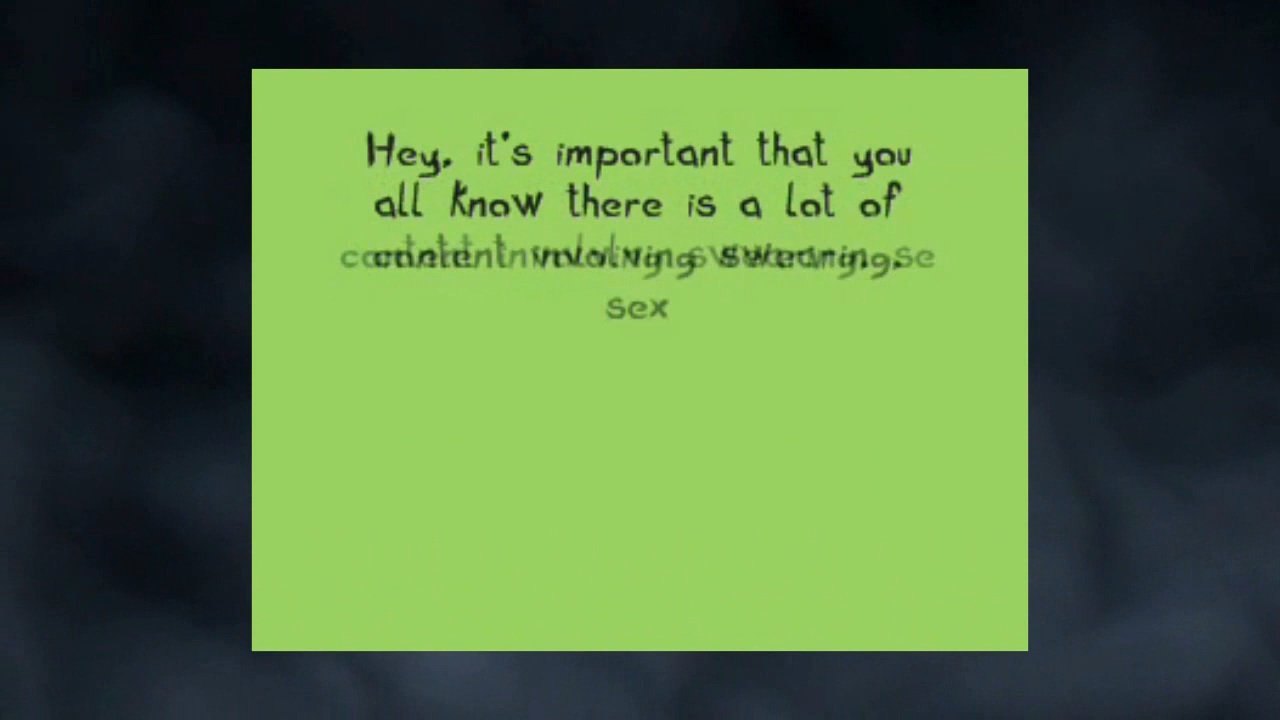 Hey, it's important that you
all know there is a lot of
content involving swearing,
sex